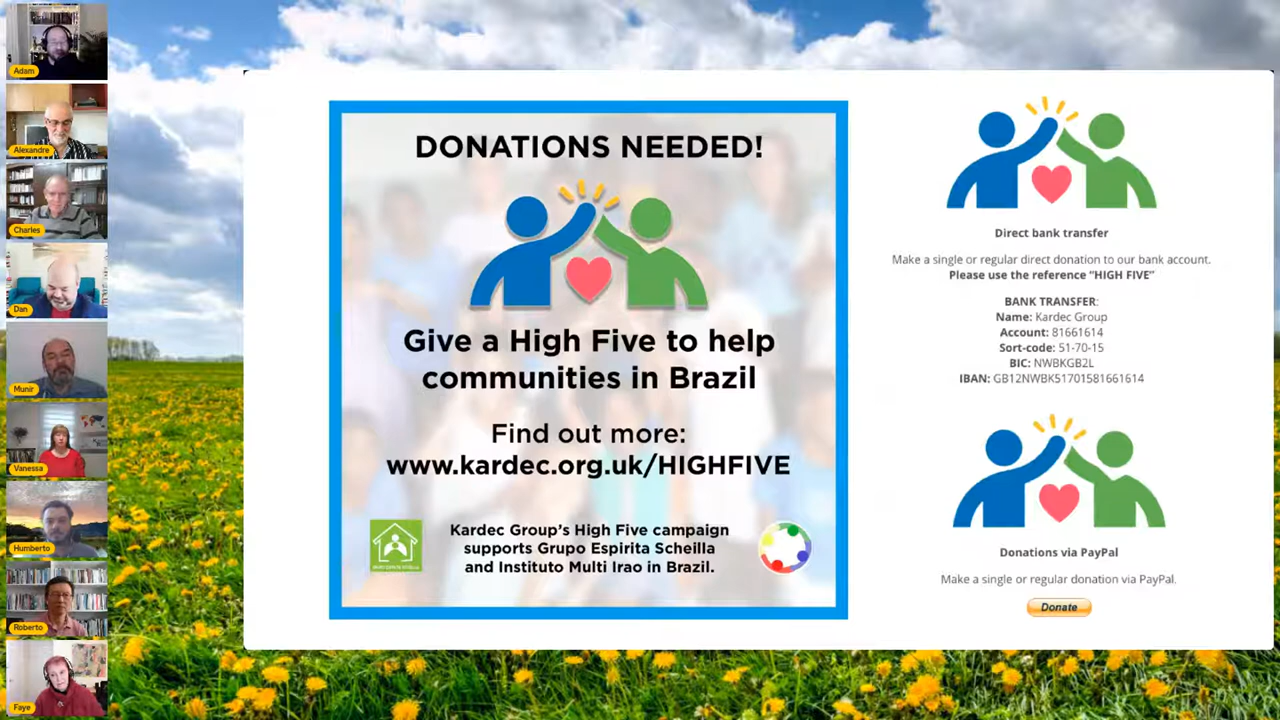 Adam
Alexandre
Charles
Dan
Munir
Vanessa
Humberto
Roberto
Faye
DONATIONS NEEDED!
Give a High Five to help
communities in Brazil
Find out more:
www.kardec.org.uk/HIGHFIVE
Kardec Group's High Five campaign
supports Grupo Espirita Scheilla
and Instituto Multi Irao in Brazil.
Direct bank transfer
Make a single or regular direct donation to our bank account.
Please use the reference “HIGH FIVE”
BANK TRANSFER:
Name: Kardec Group
Account: 81661614
Sort-code: 51-70-15
BIC: NWBKGB2L
IBAN: GB12NWBK51701581661614
Donations via PayPal
Make a single or regular donation via PayPal.
Donate